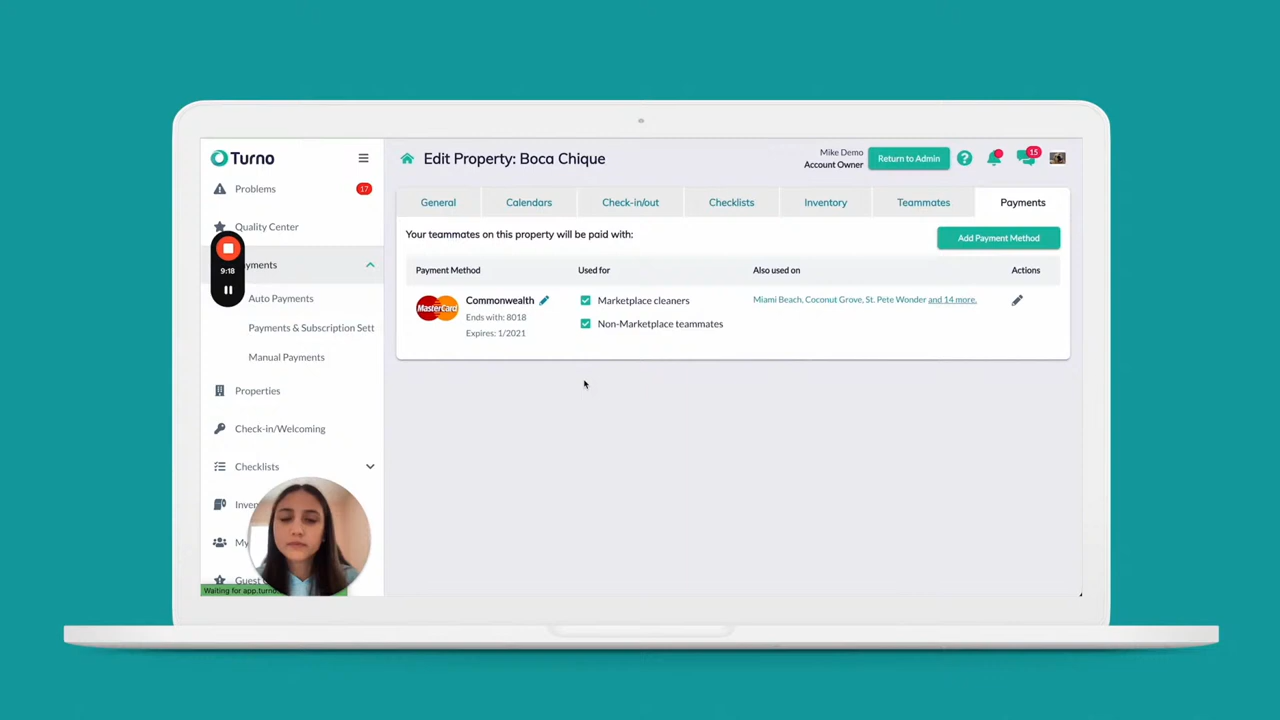 Turno
Problems
17
Quality Center
yments
9:18
Auto Payments
Payments & Subscription Sett
Manual Payments
Properties
Check-in/Welcoming
Checklists
Inven
My
Guest
Waiting for app.turno.
Edit Property: Boca Chique
Mike Demo
Account Owner
Return to Admin
?
15
General
Calendars
Check-in/out
Checklists
Inventory
Teammates
Payments
Your teammates on this property will be paid with:
Add Payment Method
Payment Method
Used for
Also used on
Actions
MasterCard
Commonwealth
Ends with: 8018
Expires: 1/2021
Marketplace cleaners
Non-Marketplace teammates
Miami Beach, Coconut Grove, St. Pete Wonder and 14 more.